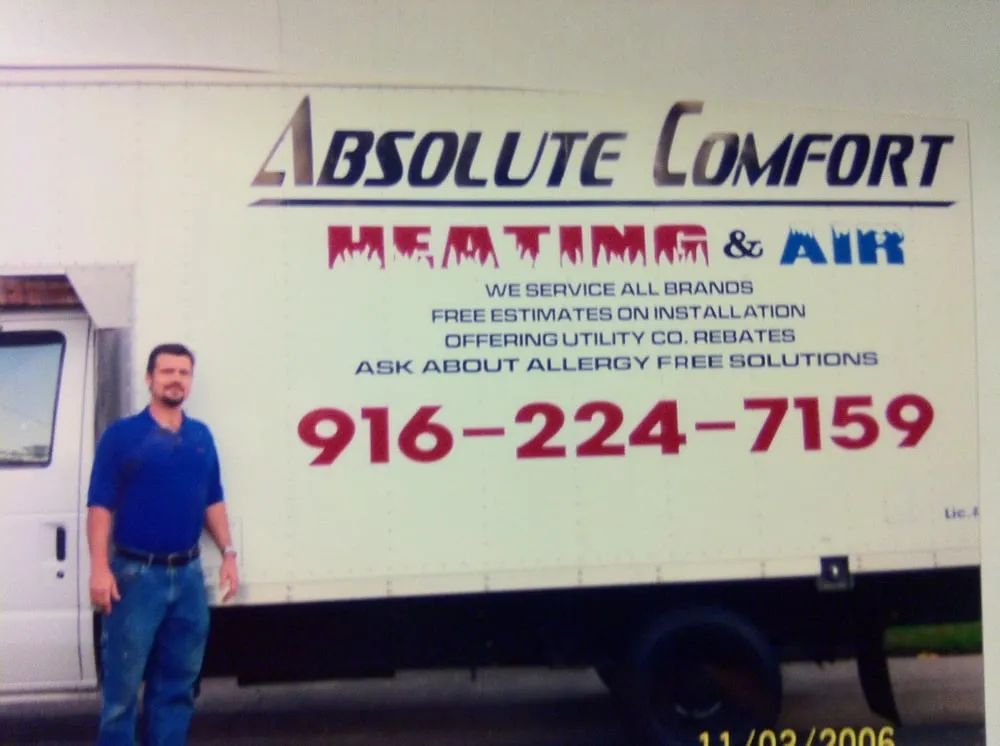 ABSOLUTE COMFORT
HEATING & AIR
WE SERVICE ALL BRANDS
FREE ESTIMATES ON INSTALLATION
OFFERING UTILITY CO. REBATES
ASK ABOUT ALLERGY FREE SOLUTIONS
916-224-7159
Lic.
11/03/2006